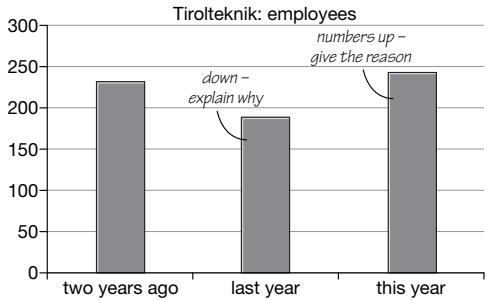 Tirolteknik: employees
300
250
200
150
100
50
0
down –
explain why
numbers up –
give the reason
two years ago
last year
this year